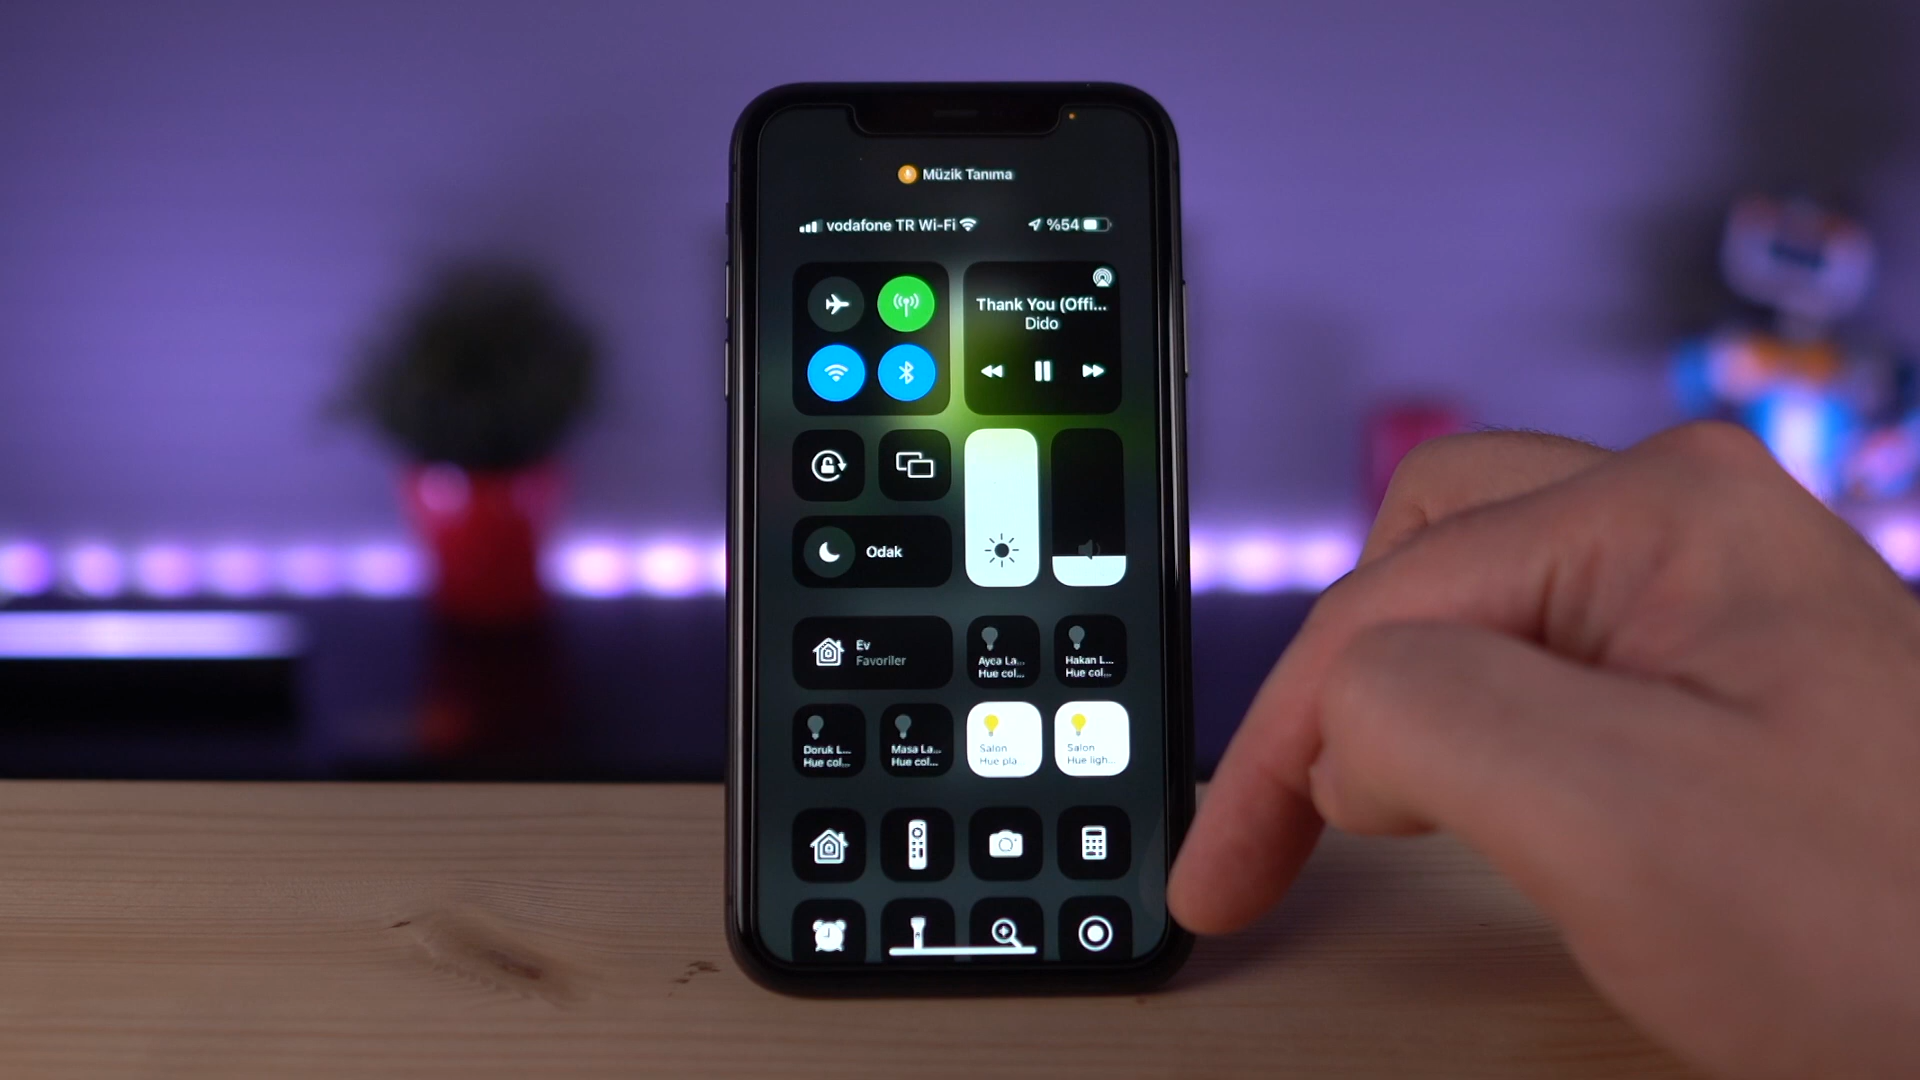 Müzik Tanıma
vodafone TR Wi-Fi
%54
Thank You (Offi...
Dido
Odak
Ev
Favoriler
Ayca La...
Hue col...
Hakan L...
Hue col...
Doruk L...
Hue col...
Masa La...
Hue col...
Salon
Hue pla
Salon
Hue ligh...